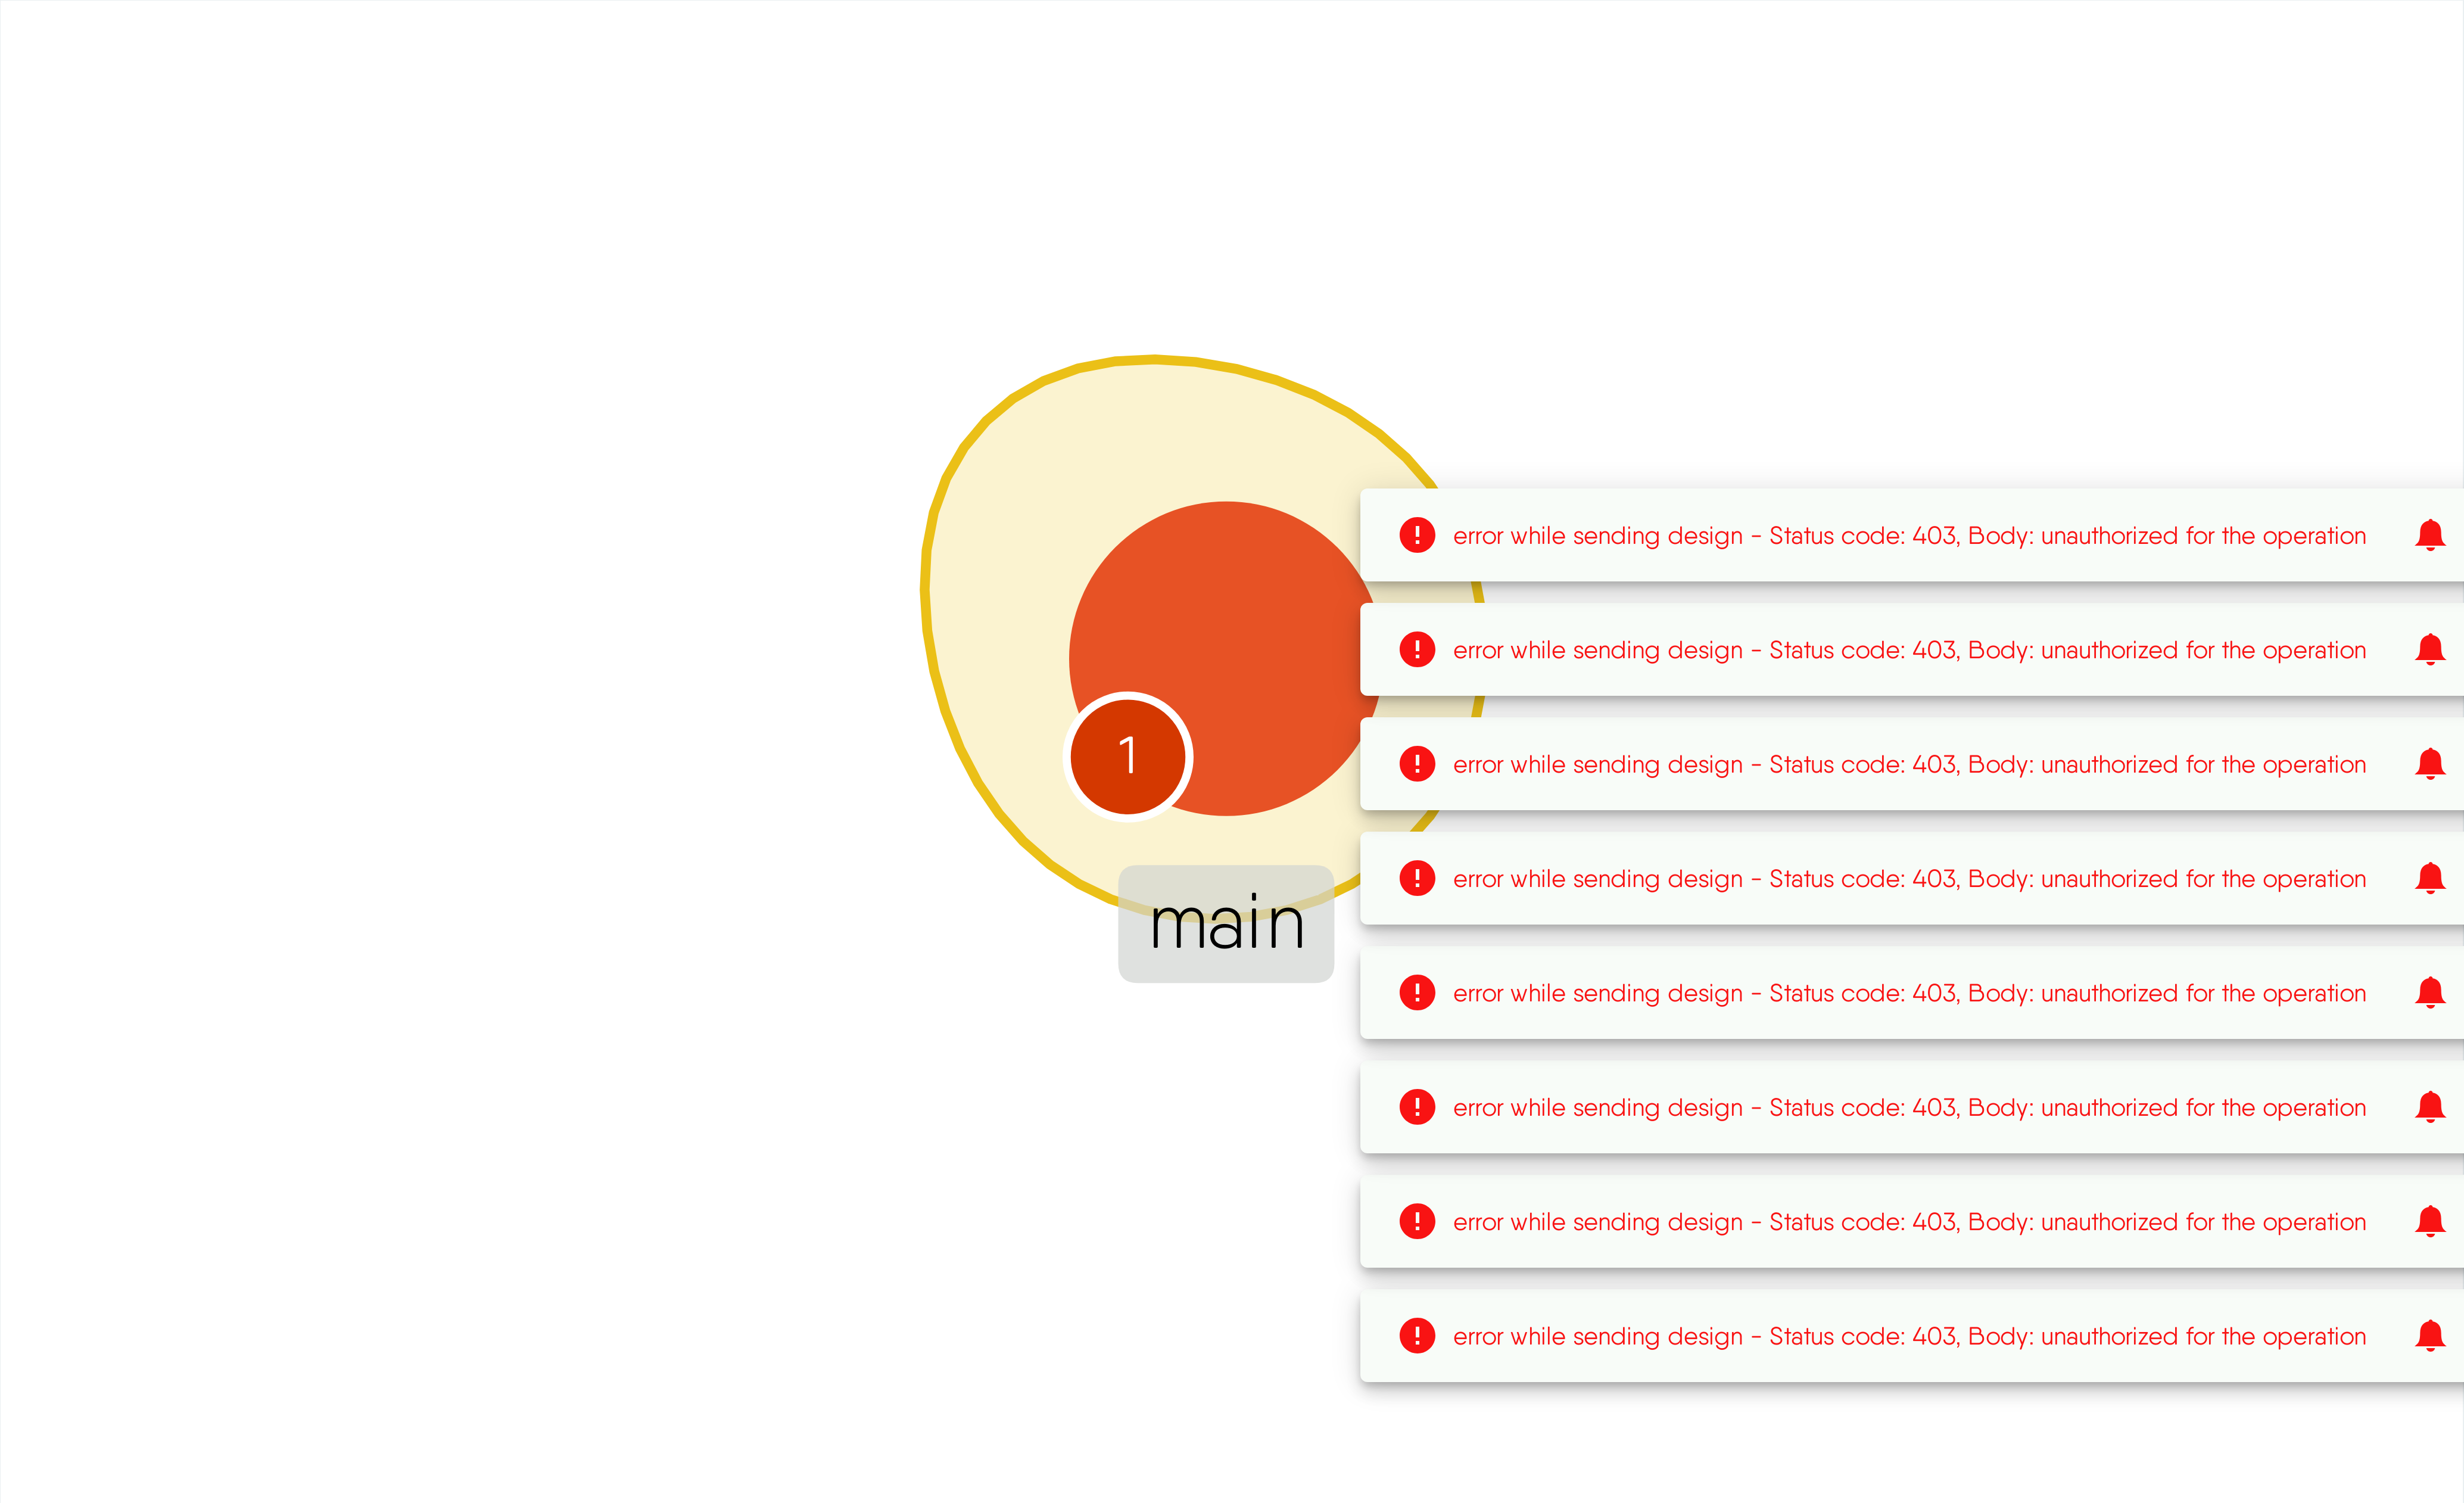 error while sending design - Status code: 403, Body: unauthorized for the operation
error while sending design - Status code: 403, Body: unauthorized for the operation
1
error while sending design - Status code: 403, Body: unauthorized for the operation
error while sending design - Status code: 403, Body: unauthorized for the operation
main
error while sending design - Status code: 403, Body: unauthorized for the operation
error while sending design - Status code: 403, Body: unauthorized for the operation
error while sending design - Status code: 403, Body: unauthorized for the operation
error while sending design - Status code: 403, Body: unauthorized for the operation